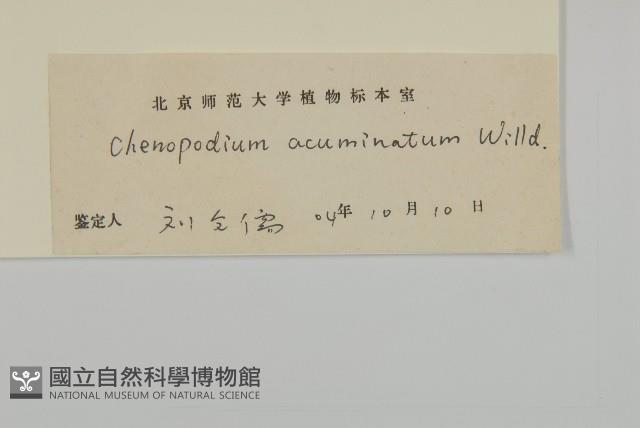 北京师范大学植物标本室
Chenopodium acuminatum Willd.
鉴定人 刘全儒 04年10月10日
國立自然科學博物館
NATIONAL MUSEUM OF NATURAL SCIENCE